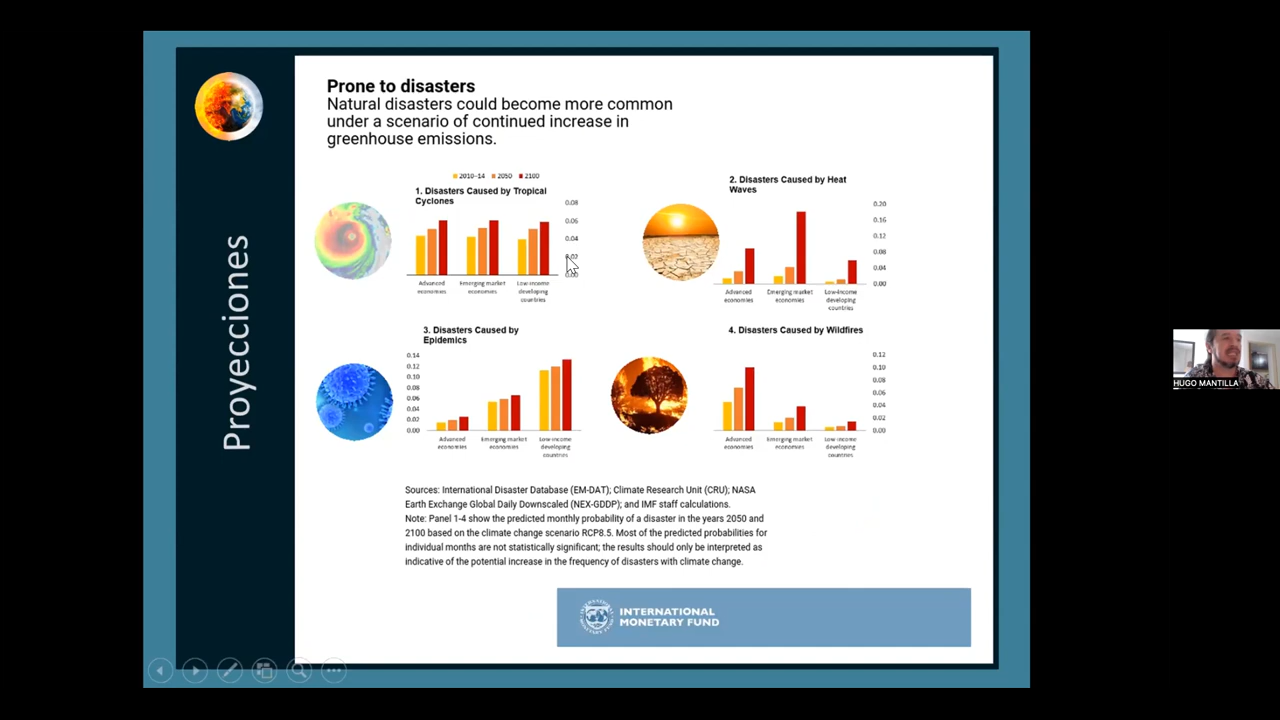 Proyecciones
Prone to disasters
Natural disasters could become more common
under a scenario of continued increase in
greenhouse emissions.
2010-14 2050 2100
1. Disasters Caused by Tropical
Cyclones
0.08
0.06
0.04
0.02
0.00
Advanced
economies
Emerging market
economies
Low-income
developing
countries
2. Disasters Caused by Heat
Waves
0.20
0.16
0.12
0.08
0.04
0.00
Advanced
economies
Emerging market
economies
Low-income
developing
countries
3. Disasters Caused by
Epidemics
0.14
0.12
0.10
0.08
0.06
0.04
0.02
0.00
Advanced
economies
Emerging market
economies
Low-income
developing
countries
4. Disasters Caused by Wildfires
0.12
0.10
0.08
0.06
0.04
0.02
0.00
Advanced
economies
Emerging market
economies
Low-income
developing
countries
Sources: International Disaster Database (EM-DAT); Climate Research Unit (CRU); NASA
Earth Exchange Global Daily Downscaled (NEX-GDDP); and IMF staff calculations.
Note: Panel 1-4 show the predicted monthly probability of a disaster in the years 2050 and
2100 based on the climate change scenario RCP8.5. Most of the predicted probabilities for
individual months are not statistically significant; the results should only be interpreted as
indicative of the potential increase in the frequency of disasters with climate change.
INTERNATIONAL
MONETARY FUND
HUGO MANTILLA